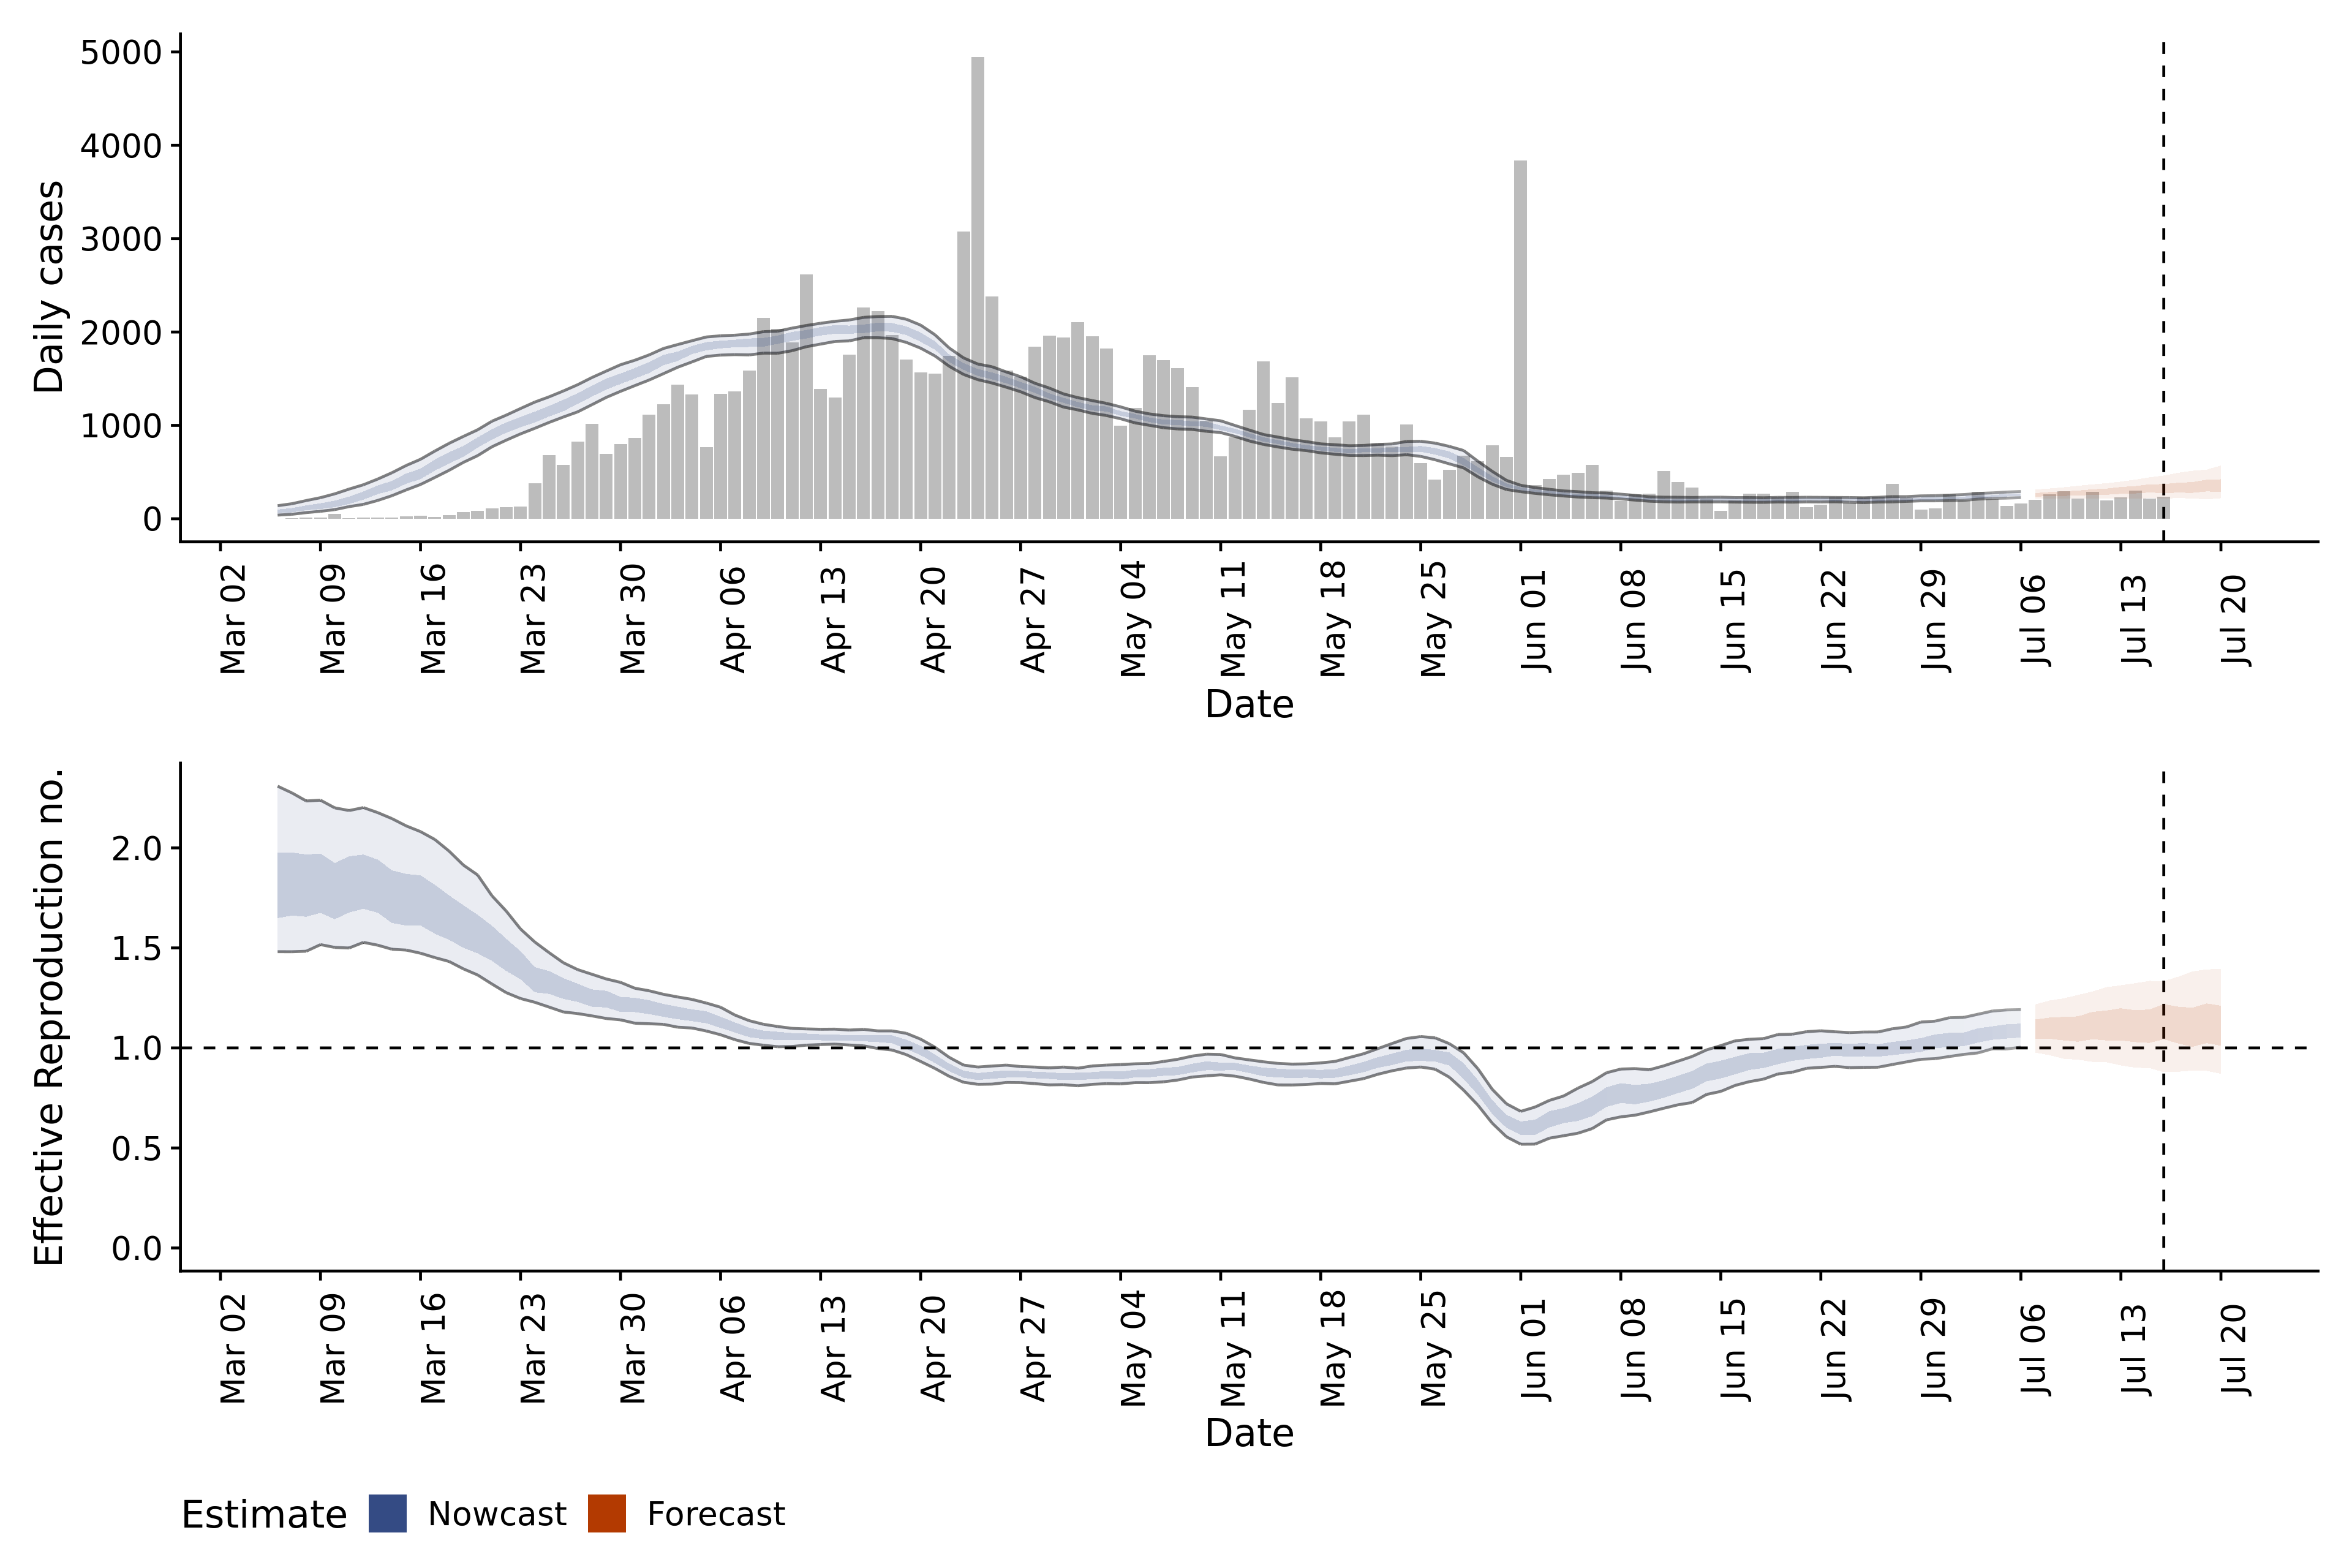 Daily cases
5000
4000
3000
2000
1000
0
Mar 02 Mar 09 Mar 16 Mar 23 Mar 30 Apr 06 Apr 13 Apr 20 Apr 27 May 04 May 11 May 18 May 25 Jun 01 Jun 08 Jun 15 Jun 22 Jun 29 Jul 06 Jul 13 Jul 20
Date
Effective Reproduction no.
2.0
1.5
1.0
0.5
0.0
Mar 02 Mar 09 Mar 16 Mar 23 Mar 30 Apr 06 Apr 13 Apr 20 Apr 27 May 04 May 11 May 18 May 25 Jun 01 Jun 08 Jun 15 Jun 22 Jun 29 Jul 06 Jul 13 Jul 20
Date
Estimate Nowcast Forecast